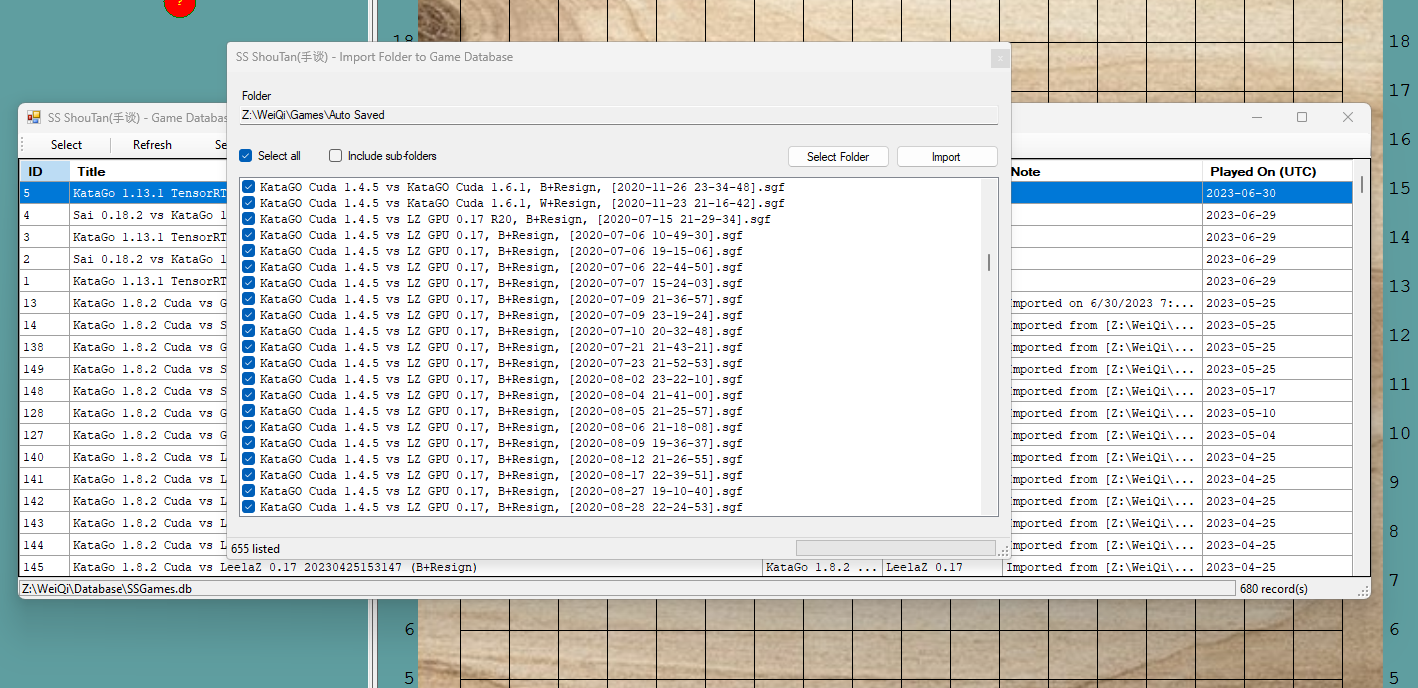 ?
18
18
SS ShouTan(手谈) - Import Folder to Game Database
x
Folder
Z:\WeiQi\Games\Auto Saved
Select all Include sub-folders Select Folder Import
KataGO Cuda 1.4.5 vs KataGO Cuda 1.6.1, B+Resign, [2020-11-26 23-34-48].sgf
KataGO Cuda 1.4.5 vs KataGO Cuda 1.6.1, W+Resign, [2020-11-23 21-16-42].sgf
KataGO Cuda 1.4.5 vs LZ GPU 0.17 R20, B+Resign, [2020-07-15 21-29-34].sgf
KataGO Cuda 1.4.5 vs LZ GPU 0.17, B+Resign, [2020-07-06 10-49-30].sgf
KataGO Cuda 1.4.5 vs LZ GPU 0.17, B+Resign, [2020-07-06 19-15-06].sgf
KataGO Cuda 1.4.5 vs LZ GPU 0.17, B+Resign, [2020-07-06 22-44-50].sgf
KataGO Cuda 1.4.5 vs LZ GPU 0.17, B+Resign, [2020-07-07 15-24-03].sgf
KataGO Cuda 1.4.5 vs LZ GPU 0.17, B+Resign, [2020-07-09 21-36-57].sgf
KataGO Cuda 1.4.5 vs LZ GPU 0.17, B+Resign, [2020-07-09 23-19-24].sgf
KataGO Cuda 1.4.5 vs LZ GPU 0.17, B+Resign, [2020-07-10 20-32-48].sgf
KataGO Cuda 1.4.5 vs LZ GPU 0.17, B+Resign, [2020-07-21 21-43-21].sgf
KataGO Cuda 1.4.5 vs LZ GPU 0.17, B+Resign, [2020-07-23 21-52-53].sgf
KataGO Cuda 1.4.5 vs LZ GPU 0.17, B+Resign, [2020-08-02 23-22-10].sgf
KataGO Cuda 1.4.5 vs LZ GPU 0.17, B+Resign, [2020-08-04 21-41-00].sgf
KataGO Cuda 1.4.5 vs LZ GPU 0.17, B+Resign, [2020-08-05 21-25-57].sgf
KataGO Cuda 1.4.5 vs LZ GPU 0.17, B+Resign, [2020-08-06 21-18-08].sgf
KataGO Cuda 1.4.5 vs LZ GPU 0.17, B+Resign, [2020-08-09 19-36-37].sgf
KataGO Cuda 1.4.5 vs LZ GPU 0.17, B+Resign, [2020-08-12 21-26-55].sgf
KataGO Cuda 1.4.5 vs LZ GPU 0.17, B+Resign, [2020-08-17 22-39-51].sgf
KataGO Cuda 1.4.5 vs LZ GPU 0.17, B+Resign, [2020-08-27 19-10-40].sgf
KataGO Cuda 1.4.5 vs LZ GPU 0.17, B+Resign, [2020-08-28 22-24-53].sgf
655 listed
SS ShouTan(手谈) - Game Databas
Select Refresh Se
ID Title Note Played On (UTC)
5 KataGo 1.13.1 TensorRT 2023-06-30
4 Sai 0.18.2 vs KataGo 1 2023-06-29
3 KataGo 1.13.1 TensorRT 2023-06-29
2 Sai 0.18.2 vs KataGo 1 2023-06-29
1 KataGo 1.13.1 TensorRT 2023-06-29
13 KataGo 1.8.2 Cuda vs G Imported on 6/30/2023 7:... 2023-05-25
14 KataGo 1.8.2 Cuda vs S Imported from [Z:\WeiQi\... 2023-05-25
138 KataGo 1.8.2 Cuda vs G Imported from [Z:\WeiQi\... 2023-05-25
149 KataGo 1.8.2 Cuda vs S Imported from [Z:\WeiQi\... 2023-05-25
148 KataGo 1.8.2 Cuda vs S Imported from [Z:\WeiQi\... 2023-05-17
128 KataGo 1.8.2 Cuda vs G Imported from [Z:\WeiQi\... 2023-05-10
127 KataGo 1.8.2 Cuda vs G Imported from [Z:\WeiQi\... 2023-05-04
140 KataGo 1.8.2 Cuda vs L Imported from [Z:\WeiQi\... 2023-04-25
141 KataGo 1.8.2 Cuda vs L Imported from [Z:\WeiQi\... 2023-04-25
142 KataGo 1.8.2 Cuda vs L Imported from [Z:\WeiQi\... 2023-04-25
143 KataGo 1.8.2 Cuda vs L Imported from [Z:\WeiQi\... 2023-04-25
144 KataGo 1.8.2 Cuda vs L Imported from [Z:\WeiQi\... 2023-04-25
145 KataGo 1.8.2 Cuda vs LeelaZ 0.17 20230425153147 (B+Resign) KataGo 1.8.2 ... LeelaZ 0.17 Imported from [Z:\WeiQi\... 2023-04-25
Z:\WeiQi\Database\SSGames.db 680 record(s)
17
16
15
14
13
12
11
10
9
8
7
6 6
5 5